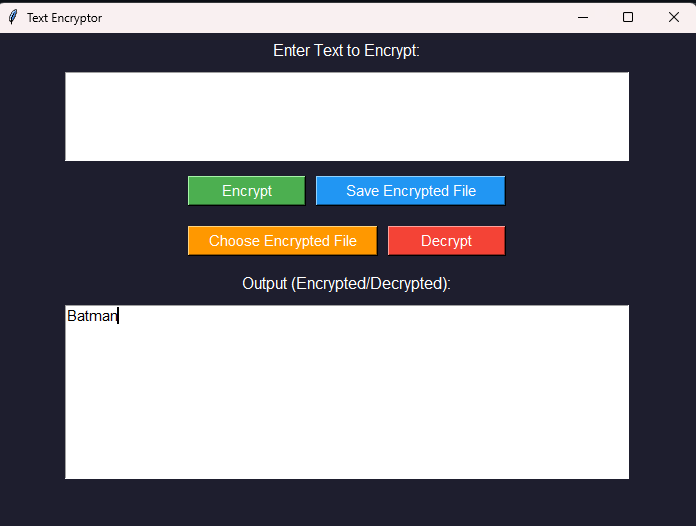 Text Encryptor
Enter Text to Encrypt:
Encrypt
Save Encrypted File
Choose Encrypted File
Decrypt
Output (Encrypted/Decrypted):
Batman